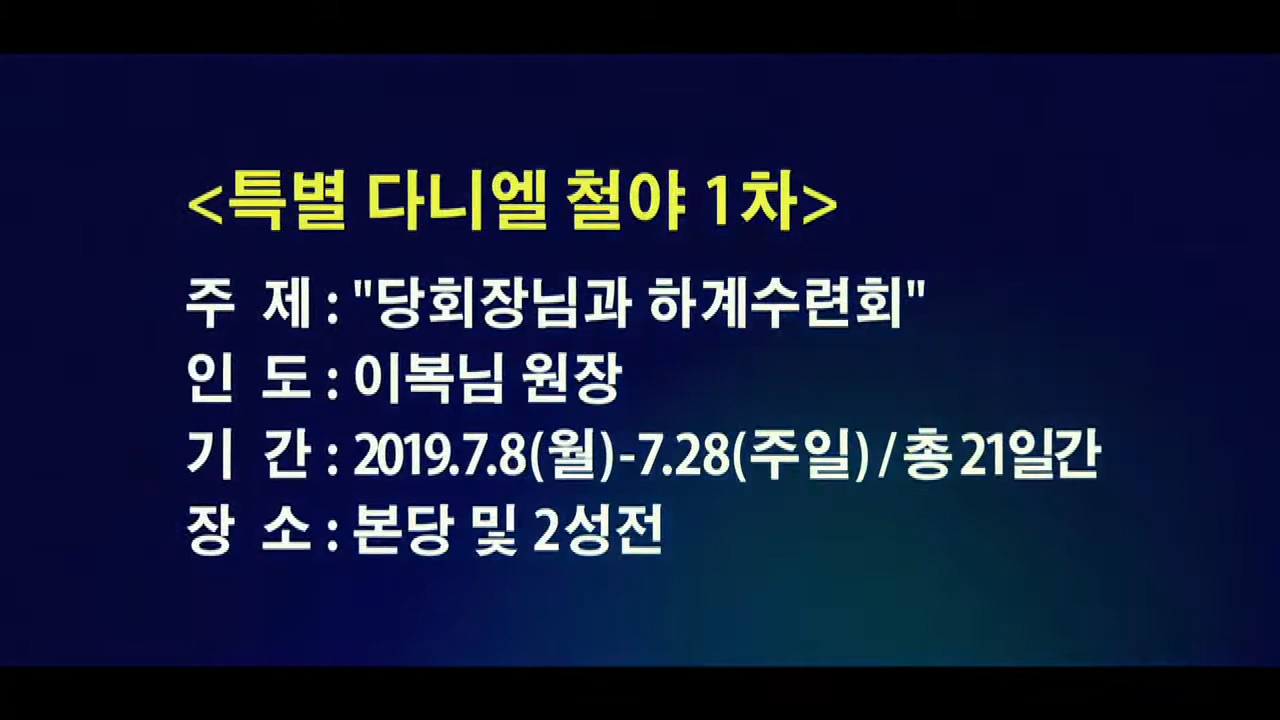 <특별 다니엘 철야 1차>
주 제 : "당회장님과 하계수련회"
인 도 : 이복님 원장
기 간 : 2019.7.8(월)-7.28(주일) / 총 21일간
장 소 : 본당 및 2성전